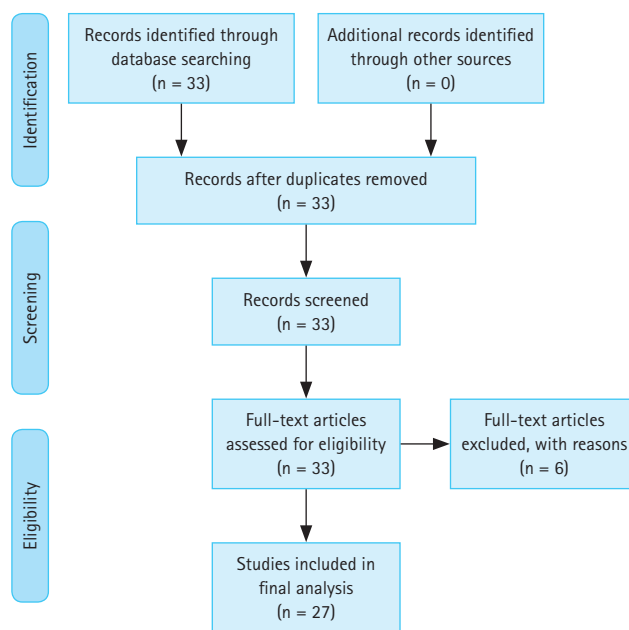 Identification
Records identified through
database searching
(n = 33)
Additional records identified
through other sources
(n = 0)
Records after duplicates removed
(n = 33)
Screening
Records screened
(n = 33)
Eligibility
Full-text articles
assessed for eligibility
(n = 33)
Full-text articles
excluded, with reasons
(n = 6)
Studies included in
final analysis
(n = 27)